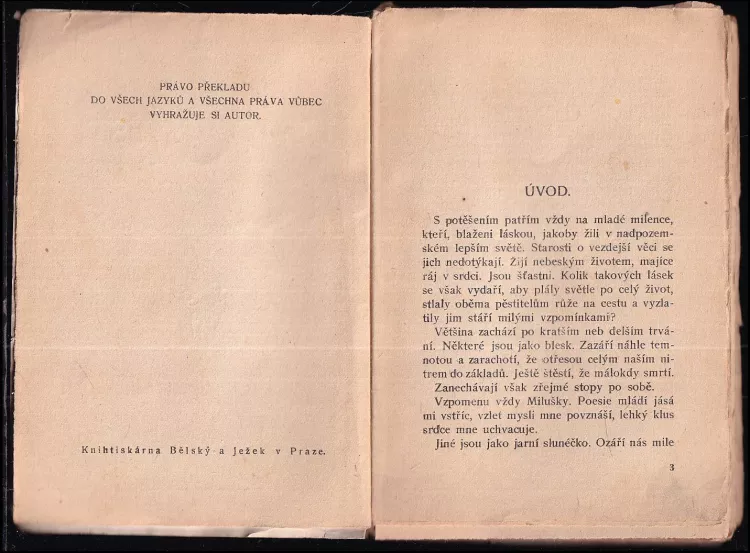 PRÁVO PŘEKLADU
DO VŠECH JAZYKŮ A VŠECHNA PRÁVA VŮBEC
VYHRAŽUJE SI AUTOR.
Knihtiskárna Bělský a Ježek v Praze.
ÚVOD.
S potěšením patřím vždy na mladé milence,
kteří, blaženi láskou, jakoby žili v nadpozem-
ském lepším světě. Starosti o vezdejší věci se
jich nedotýkají. Žijí nebeským životem, majíce
ráj v srdci. Jsou šťastni. Kolik takových lásek
se však vydaří, aby plály světle po celý život,
stlaly oběma pěstitelům růže na cestu a vyzla-
tily jim stáří milými vzpomínkami?
Většina zachází po kratším neb delším trvá-
ní. Některé jsou jako blesk. Zazáří náhle tem-
notou a zarachotí, že otřesou celým naším ni-
trem do základů. Ještě štěstí, že málokdy smrtí.
Zanechávají však zřejmé stopy po sobě.
Vzpomenu vždy Milušky. Poesie mládí jásá
mi vstříc, vzlet mysli mne povznáší, lehký klus
srdce mne uchvacuje.
Jiné jsou jako jarní slunéčko. Ozáří nás mile
3